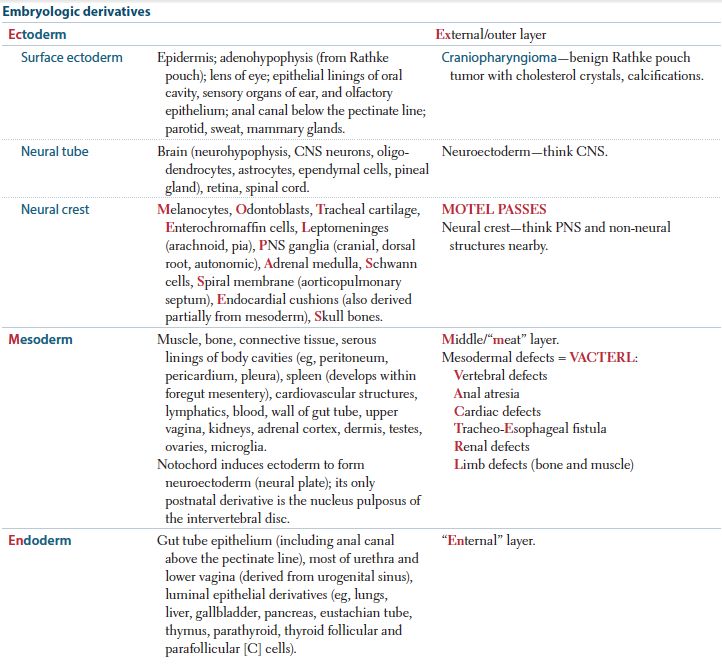 Embryologic derivatives
Ectoderm
External/outer layer
Surface ectoderm
Epidermis; adenohypophysis (from Rathke
pouch); lens of eye; epithelial linings of oral
cavity, sensory organs of ear, and olfactory
epithelium; anal canal below the pectinate line;
parotid, sweat, mammary glands.
Craniopharyngioma—benign Rathke pouch
tumor with cholesterol crystals, calcifications.
Neural tube
Brain (neurohypophysis, CNS neurons, oligo-
dendrocytes, astrocytes, ependymal cells, pineal
gland), retina, spinal cord.
Neuroectoderm—think CNS.
Neural crest
Melanocytes, Odontoblasts, Tracheal cartilage,
Enterochromaffin cells, Leptomeninges
(arachnoid, pia), PNS ganglia (cranial, dorsal
root, autonomic), Adrenal medulla, Schwann
cells, Spiral membrane (aorticopulmonary
septum), Endocardial cushions (also derived
partially from mesoderm), Skull bones.
MOTEL PASSES
Neural crest—think PNS and non-neural
structures nearby.
Mesoderm
Muscle, bone, connective tissue, serous
linings of body cavities (eg, peritoneum,
pericardium, pleura), spleen (develops within
foregut mesentery), cardiovascular structures,
lymphatics, blood, wall of gut tube, upper
vagina, kidneys, adrenal cortex, dermis, testes,
ovaries, microglia.
Notochord induces ectoderm to form
neuroectoderm (neural plate); its only
postnatal derivative is the nucleus pulposus of
the intervertebral disc.
Middle/“meat” layer.
Mesodermal defects = VACTERL:
Vertebral defects
Anal atresia
Cardiac defects
Tracheo-Esophageal fistula
Renal defects
Limb defects (bone and muscle)
Endoderm
Gut tube epithelium (including anal canal
above the pectinate line), most of urethra and
lower vagina (derived from urogenital sinus),
luminal epithelial derivatives (eg, lungs,
liver, gallbladder, pancreas, eustachian tube,
thymus, parathyroid, thyroid follicular and
parafollicular [C] cells).
“Enternal” layer.